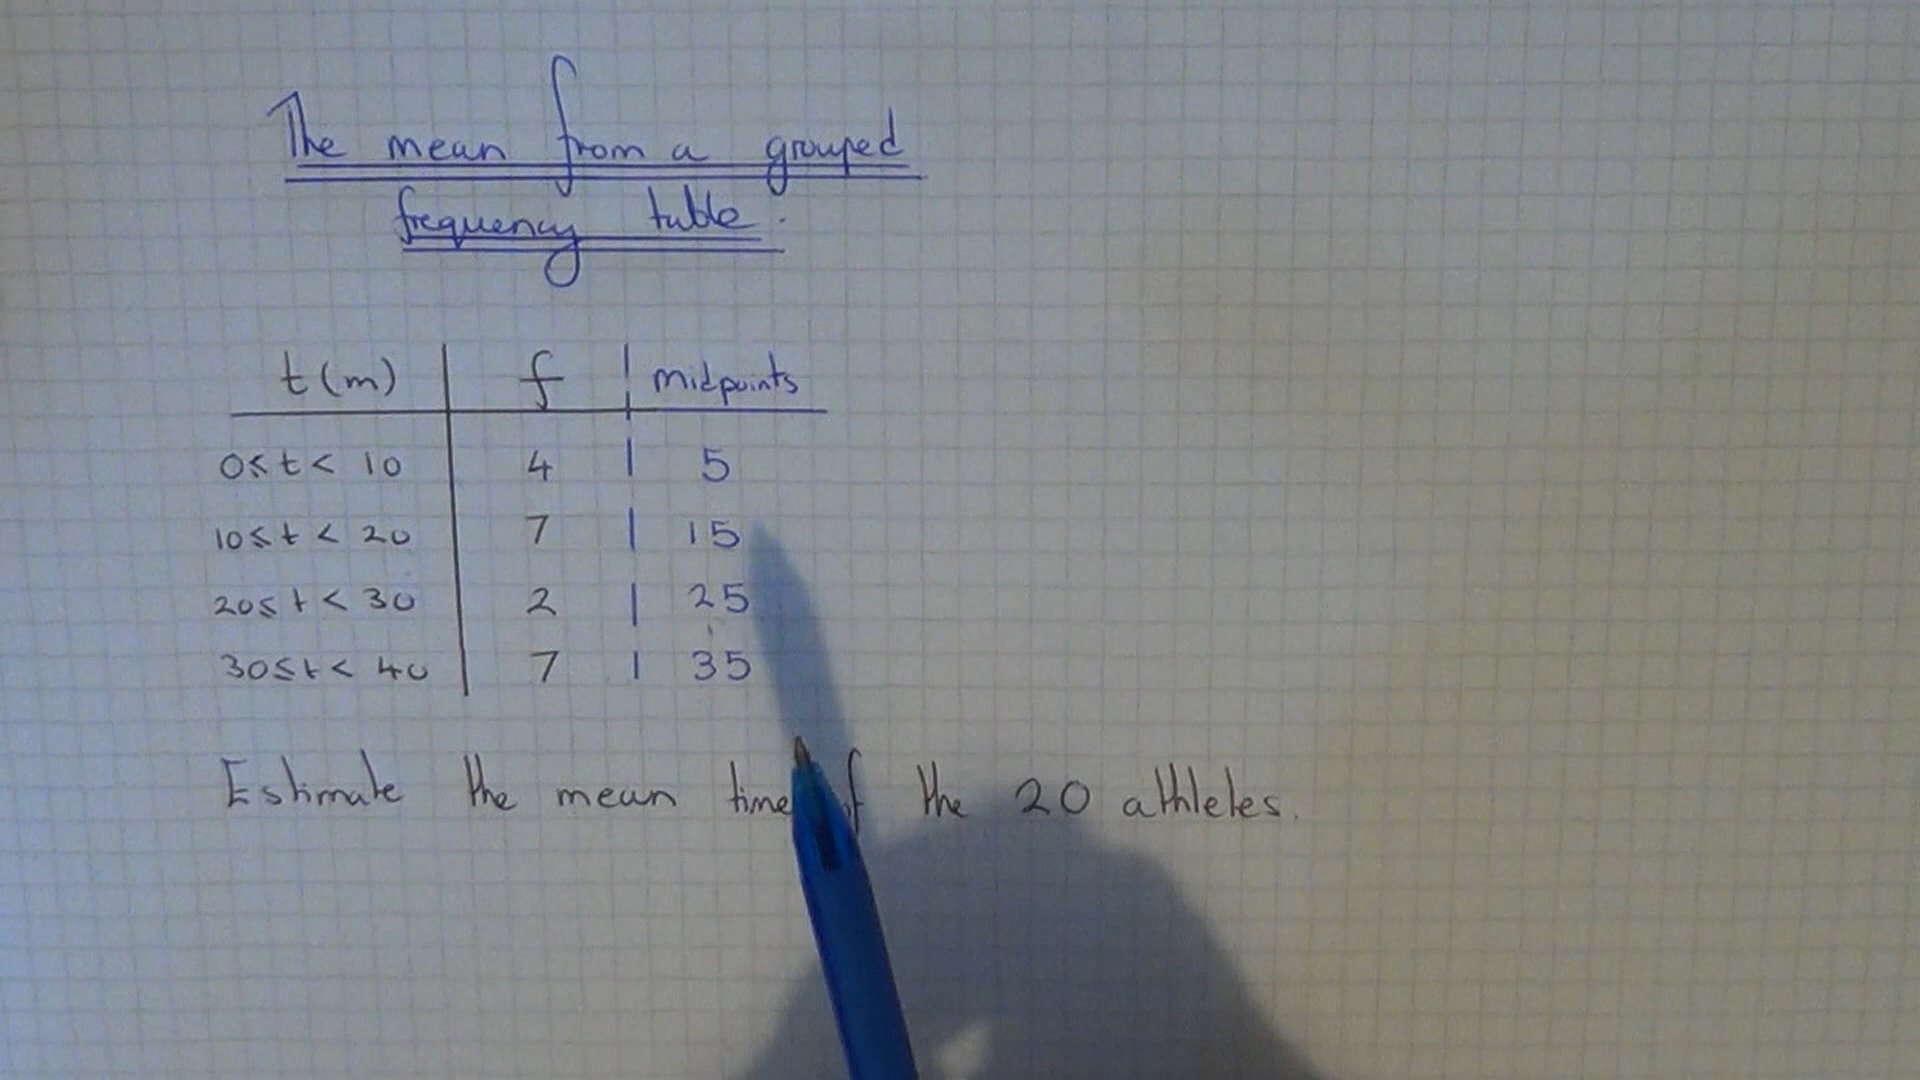 The mean from a grouped
frequency table.
t(m) f midpoints
0≤t<10 4 5
10≤t<20 7 15
20≤t<30 2 25
30≤t<40 7 35
Estimate the mean time of the 20 athletes.